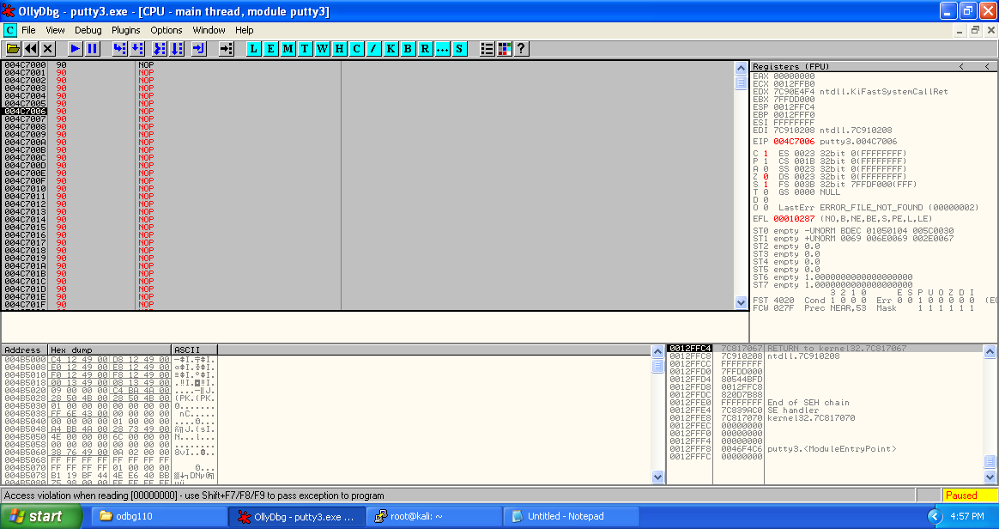 OllyDbg - putty3.exe - [CPU - main thread, module putty3]
C File View Debug Plugins Options Window Help
L E M T W H C / K B R ... S ?
004C7000 90 NOP
004C7001 90 NOP
004C7002 90 NOP
004C7003 90 NOP
004C7004 90 NOP
004C7005 90 NOP
004C7006 90 NOP
004C7007 90 NOP
004C7008 90 NOP
004C7009 90 NOP
004C700A 90 NOP
004C700B 90 NOP
004C700C 90 NOP
004C700D 90 NOP
004C700E 90 NOP
004C700F 90 NOP
004C7010 90 NOP
004C7011 90 NOP
004C7012 90 NOP
004C7013 90 NOP
004C7014 90 NOP
004C7015 90 NOP
004C7016 90 NOP
004C7017 90 NOP
004C7018 90 NOP
004C7019 90 NOP
004C701A 90 NOP
004C701B 90 NOP
004C701C 90 NOP
004C701D 90 NOP
004C701E 90 NOP
004C701F 90 NOP
Registers (FPU) < <
EAX 00000000
ECX 0012FFB0
EDX 7C90E4F4 ntdll.KiFastSystemCallRet
EBX 7FFDD000
ESP 0012FFC4
EBP 0012FFF0
ESI FFFFFFFF
EDI 7C910208 ntdll.7C910208
EIP 004C7006 putty3.004C7006
C 1 ES 0023 32bit 0(FFFFFFFF)
P 1 CS 001B 32bit 0(FFFFFFFF)
A 0 SS 0023 32bit 0(FFFFFFFF)
Z 0 DS 0023 32bit 0(FFFFFFFF)
S 1 FS 003B 32bit 7FFDF000(FFF)
T 0 GS 0000 NULL
D 0
O 0 LastErr ERROR_FILE_NOT_FOUND (00000002)
EFL 00010287 (NO,B,NE,BE,S,PE,L,LE)
ST0 empty -UNORM BDEC 01050104 005C0030
ST1 empty +UNORM 0069 006E0069 002E0067
ST2 empty 0.0
ST3 empty 0.0
ST4 empty 0.0
ST5 empty 0.0
ST6 empty 1.0000000000000000000
ST7 empty 1.0000000000000000000
3 2 1 0 E S P U O Z D I
FST 4020 Cond 1 0 0 0 Err 0 0 1 0 0 0 0 0
FCW 027F Prec NEAR,53 Mask 1 1 1 1 1 1
Address Hex dump ASCII
004B5000 C4 12 49 00 D8 12 49 00
004B5008 E0 12 49 00 E8 12 49 00
004B5010 F0 12 49 00 F8 12 49 00
004B5018 00 13 49 00 08 13 49 00
004B5020 09 00 00 00 C4 BA 4A 00
004B5028 28 50 4B 00 28 50 4B 00 (PK.(PK.
004B5030 01 00 00 00 00 00 00 00
004B5038 FF 6E 43 00 00 00 00 00 nC.....
004B5040 00 00 00 00 01 00 00 00
004B5048 A4 BB 4A 00 28 73 49 00
004B5050 4E 00 00 00 6C 00 00 00 N...l...
004B5058 00 00 00 00 00 00 00 00 ........
004B5060 38 76 49 00 0A 02 00 00
004B5068 FF FF FF FF FF FF FF FF
004B5070 FF FF FF FF 01 00 00 00
004B5078 B1 19 BF 44 4E E6 40 BB
0012FFC4 7C817067 RETURN to kernel32.7C817067
0012FFC8 7C910208 ntdll.7C910208
0012FFCC FFFFFFFF
0012FFD0 7FFDD000
0012FFD4 80544BFD
0012FFD8 0012FFC8
0012FFDC 820D7B88
0012FFE0 FFFFFFFF End of SEH chain
0012FFE4 7C839AC0 SE handler
0012FFE8 7C817070 kernel32.7C817070
0012FFEC 00000000
0012FFF0 00000000
0012FFF4 00000000
0012FFF8 0046F4C6 putty3.<ModuleEntryPoint>
0012FFFC 00000000
Access violation when reading [00000000] - use Shift+F7/F8/F9 to pass exception to program Paused
start odbg110 OllyDbg - putty3.exe ... root@kali: ~ Untitled - Notepad 4:57 PM